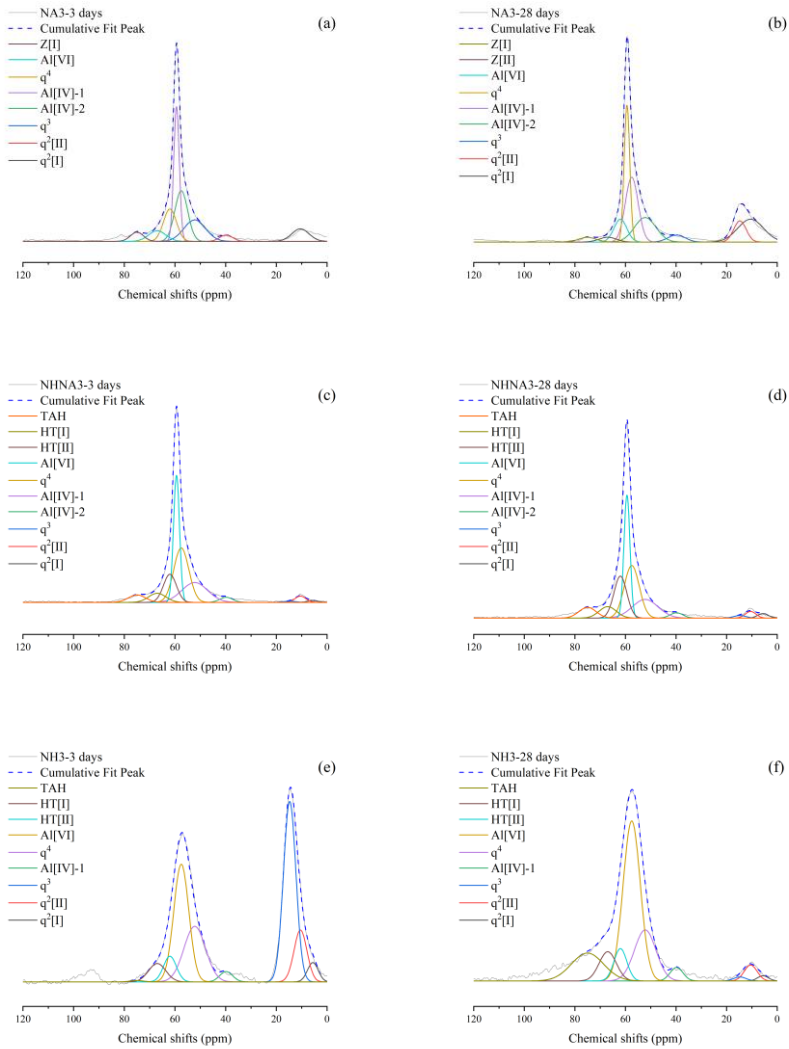 NA3-3 days
(a)
Cumulative Fit Peak
Z[I]
Al[VI]
q⁴
Al[IV]-1
Al[IV]-2
q³
q²[II]
q²[I]
120 100 80 60 40 20 0
Chemical shifts (ppm)
NA3-28 days
(b)
Cumulative Fit Peak
Z[I]
Z[II]
Al[VI]
q⁴
Al[IV]-1
Al[IV]-2
q³
q²[II]
q²[I]
120 100 80 60 40 20 0
Chemical shifts (ppm)
NHNA3-3 days
(c)
Cumulative Fit Peak
TAH
HT[I]
HT[II]
Al[VI]
q⁴
Al[IV]-1
Al[IV]-2
q³
q²[II]
q²[I]
120 100 80 60 40 20 0
Chemical shifts (ppm)
NHNA3-28 days
(d)
Cumulative Fit Peak
TAH
HT[I]
HT[II]
Al[VI]
q⁴
Al[IV]-1
Al[IV]-2
q³
q²[II]
q²[I]
120 100 80 60 40 20 0
Chemical shifts (ppm)
NH3-3 days
(e)
Cumulative Fit Peak
TAH
HT[I]
HT[II]
Al[VI]
q⁴
Al[IV]-1
q³
q²[II]
q²[I]
120 100 80 60 40 20 0
Chemical shifts (ppm)
NH3-28 days
(f)
Cumulative Fit Peak
TAH
HT[I]
HT[II]
Al[VI]
q⁴
Al[IV]-1
q³
q²[II]
q²[I]
120 100 80 60 40 20 0
Chemical shifts (ppm)